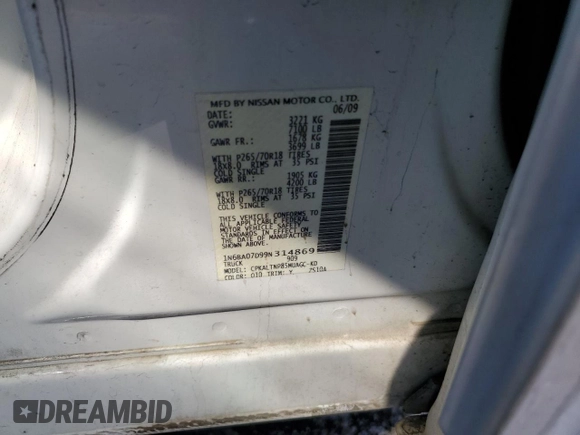 MFD BY NISSAN MOTOR CO., LTD.
DATE: 06/09
GVWR: 3221 KG
7100 LB
GAWR FR.: 1678 KG
3699 LB
WITH P265/70R18 TIRES
18x8.0 RIMS AT 35 PSI
COLD SINGLE
GAWR RR.: 1905 KG
4200 LB
WITH P265/70R18 TIRES
18x8.0 RIMS AT 35 PSI
COLD SINGLE
THIS VEHICLE CONFORMS TO
ALL APPLICABLE FEDERAL
MOTOR VEHICLE SAFETY
STANDARDS IN EFFECT
ON THE DATE OF
MANUFACTURE SHOWN ABOVE.
1N6BA07D99N314869
TRUCK 909
MODEL:
COLOR: QIO TRIM: Y
DREAMBID